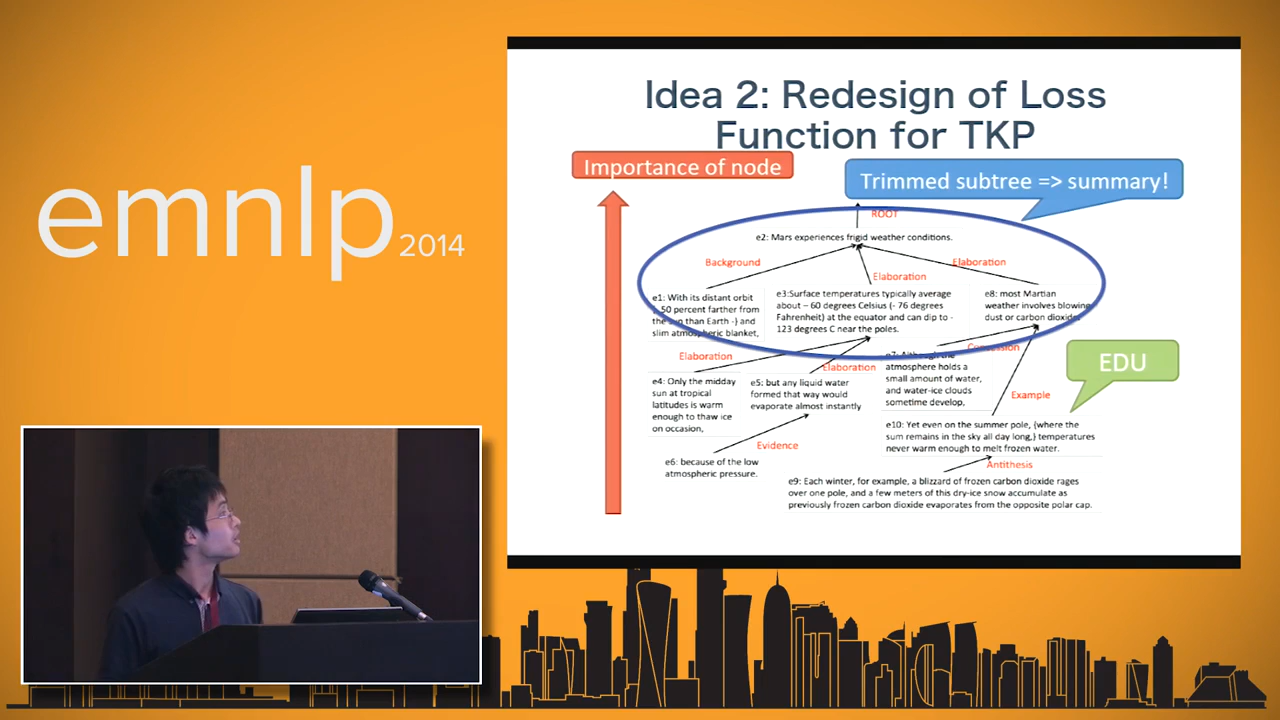 emnlp 2014
Idea 2: Redesign of Loss
Function for TKP
Importance of node
Trimmed subtree => summary!
ROOT
e2: Mars experiences frigid weather conditions.
Background
Elaboration
Elaboration
e1: With its distant orbit
{- 50 percent farther from
the sun than Earth -} and
slim atmospheric blanket,
e3:Surface temperatures typically average
about – 60 degrees Celsius (- 76 degrees
Fahrenheit) at the equator and can dip to -
123 degrees C near the poles.
e8: most Martian
weather involves blowing
dust or carbon dioxide.
Elaboration
Elaboration
Concession
EDU
e4: Only the midday
sun at tropical
latitudes is warm
enough to thaw ice
on occasion,
e5: but any liquid water
formed that way would
evaporate almost instantly
e7: Although the
atmosphere holds a
small amount of water,
and water-ice clouds
sometime develop,
Example
e10: Yet even on the summer pole, {where the
sun remains in the sky all day long,} temperatures
never warm enough to melt frozen water.
Evidence
e6: because of the low
atmospheric pressure.
Antithesis
e9: Each winter, for example, a blizzard of frozen carbon dioxide rages
over one pole, and a few meters of this dry-ice snow accumulate as
previously frozen carbon dioxide evaporates from the opposite polar cap.